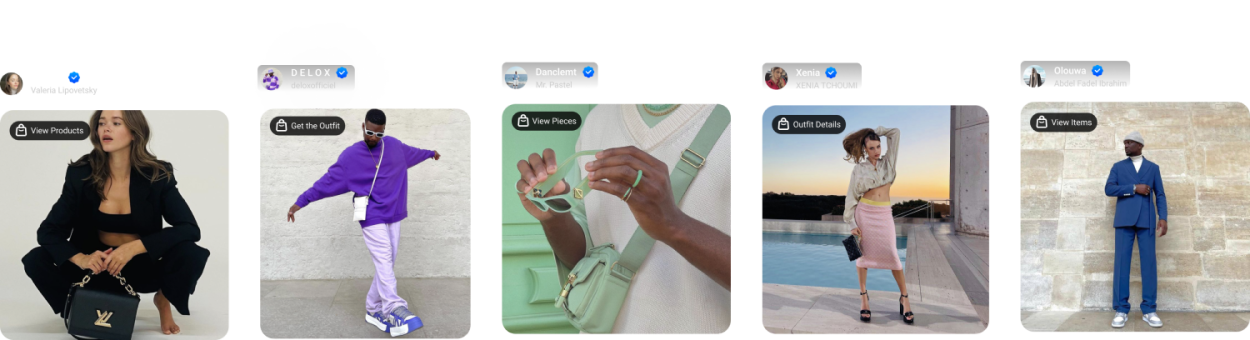 Valeria Lipovetsky
View Products
DELOX
Get the Outfit
Danclemt
Mr. Pastel
View Pieces
Xenia
XENIA TCHOUMI
Outfit Details
Olouwa
Abdel Fadel Ibrahim
View Items